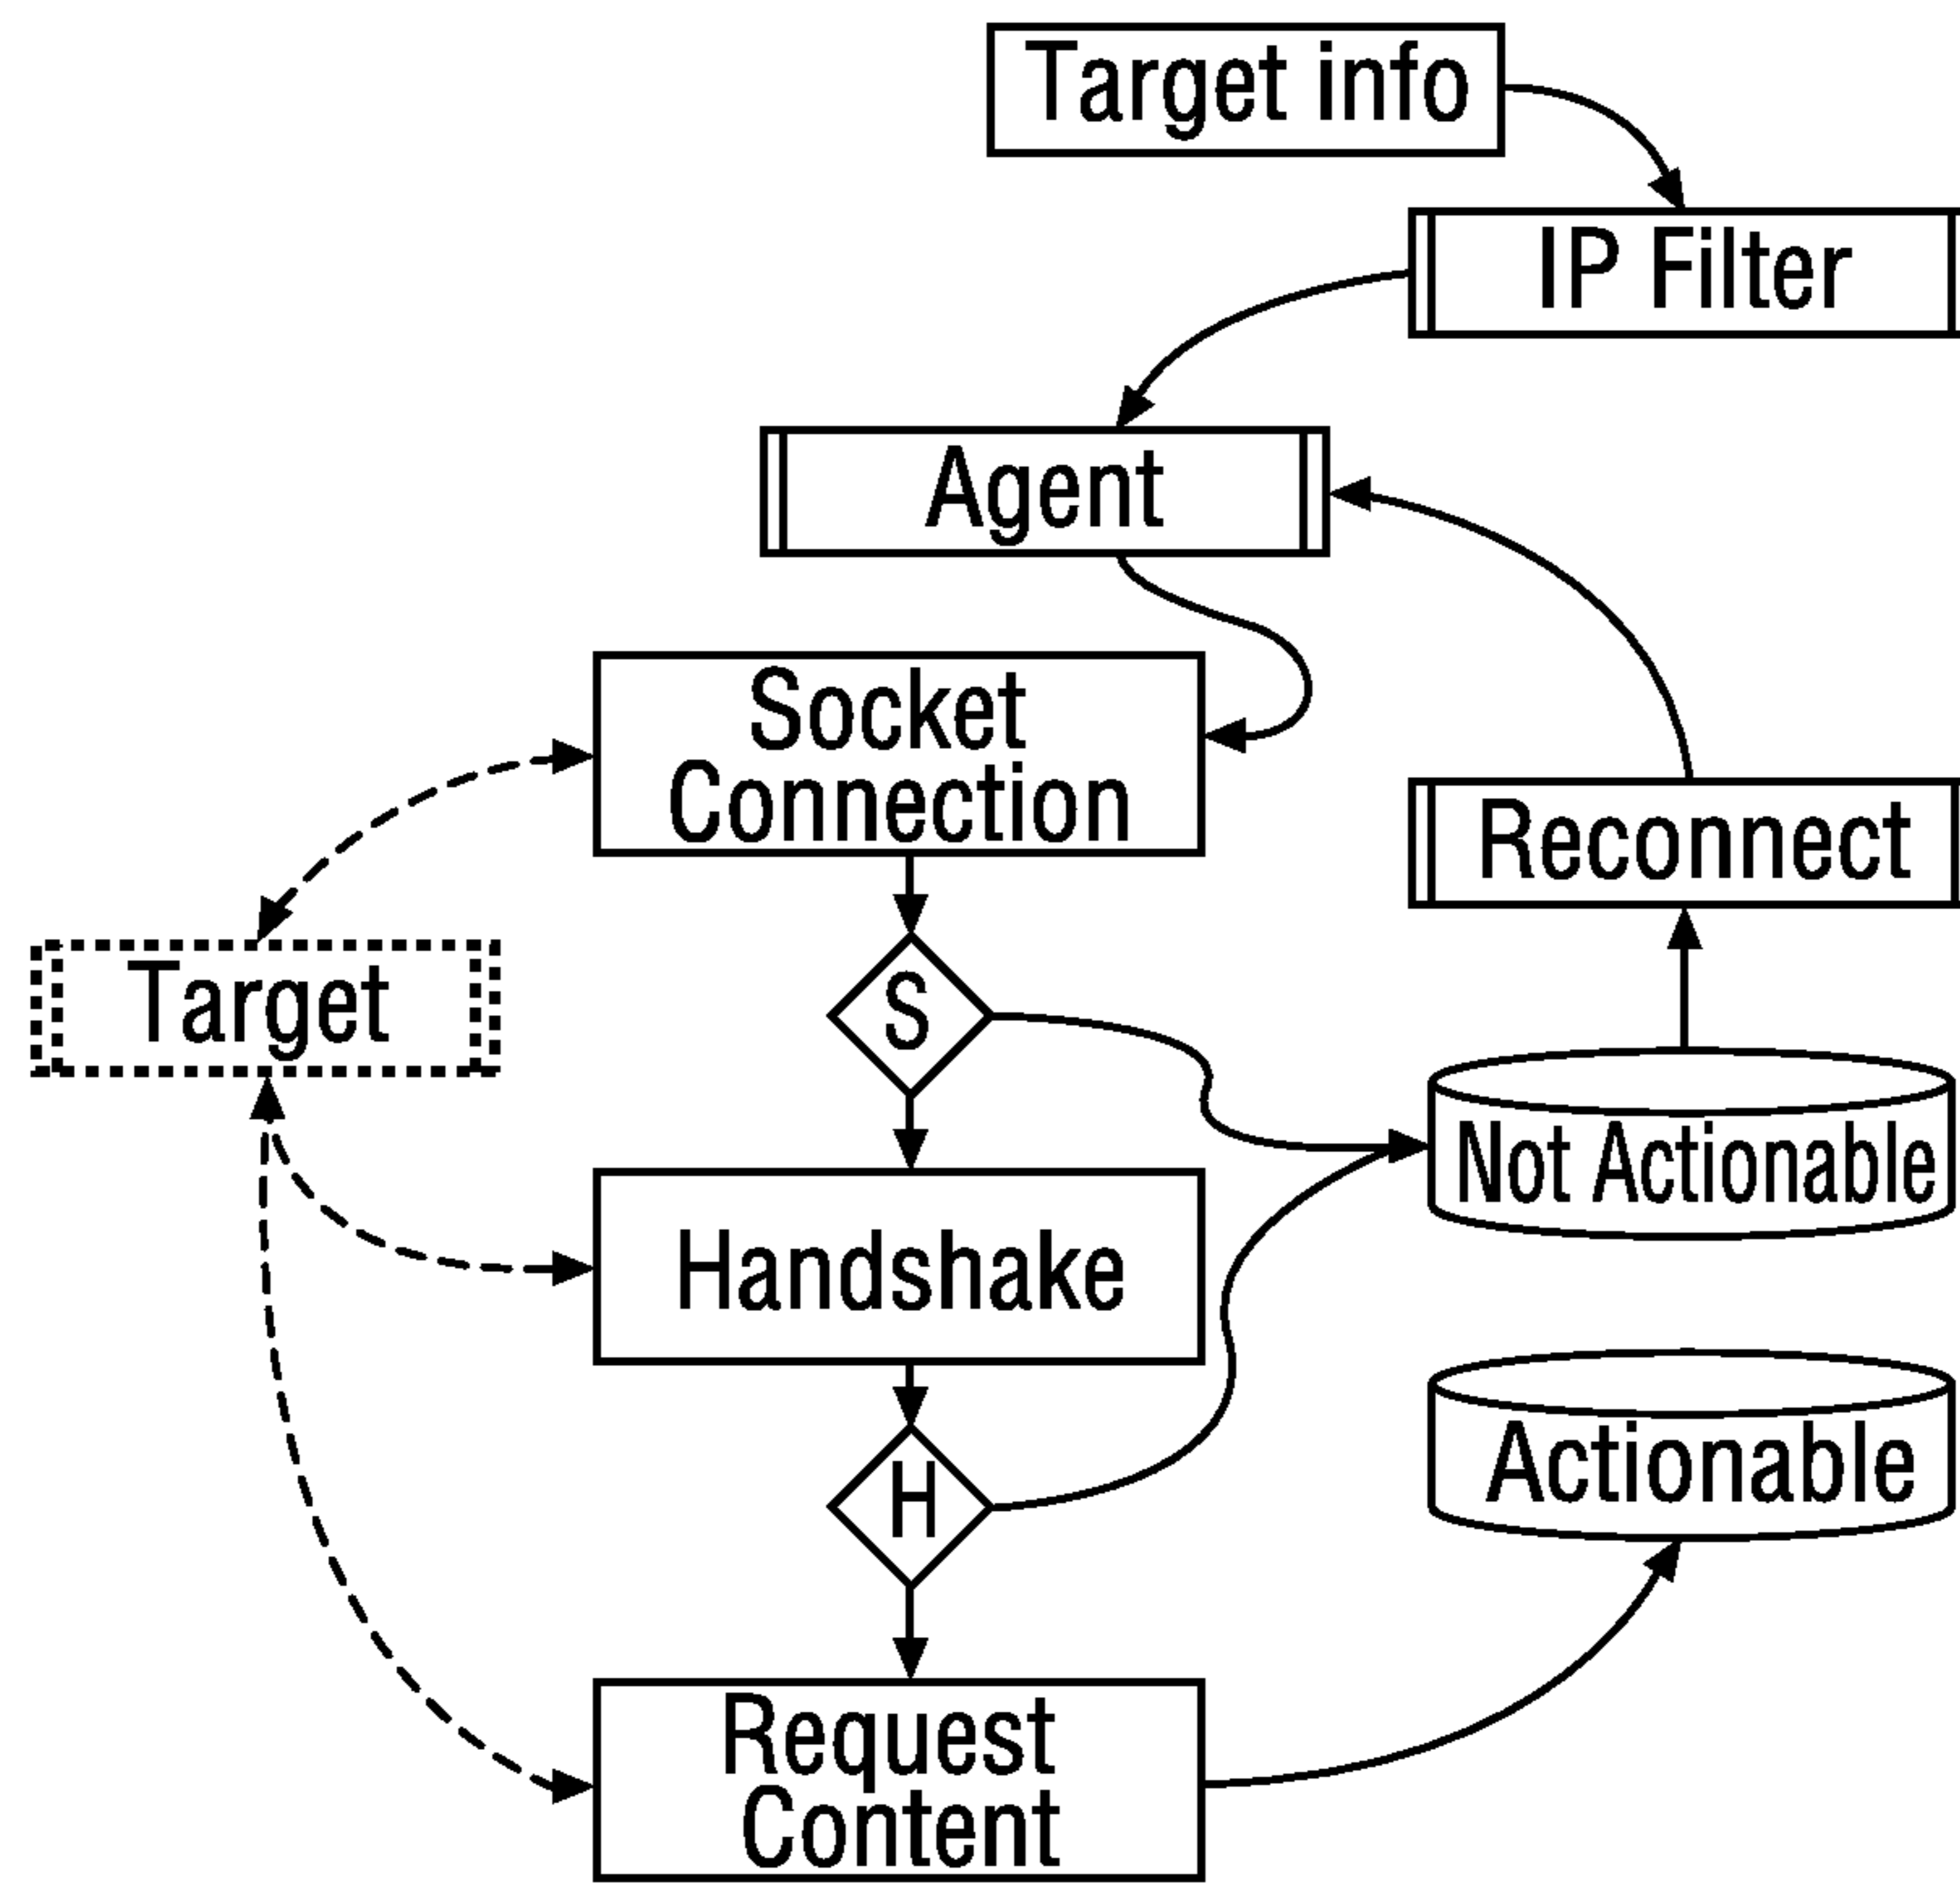 Target info
IP Filter
Agent
Socket
Connection
Reconnect
Target
S
Not Actionable
Handshake
Actionable
H
Request
Content